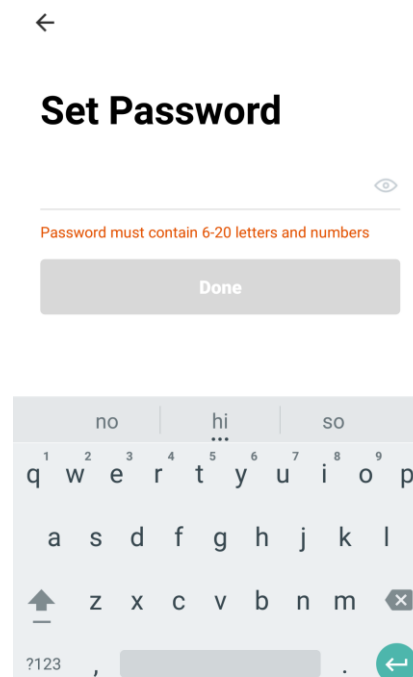 Set Password
Password must contain 6-20 letters and numbers
Done
no hi so
1 2 3 4 5 6 7 8 9
q w e r t y u i o p
a s d f g h j k l
z x c v b n m
?123 , .